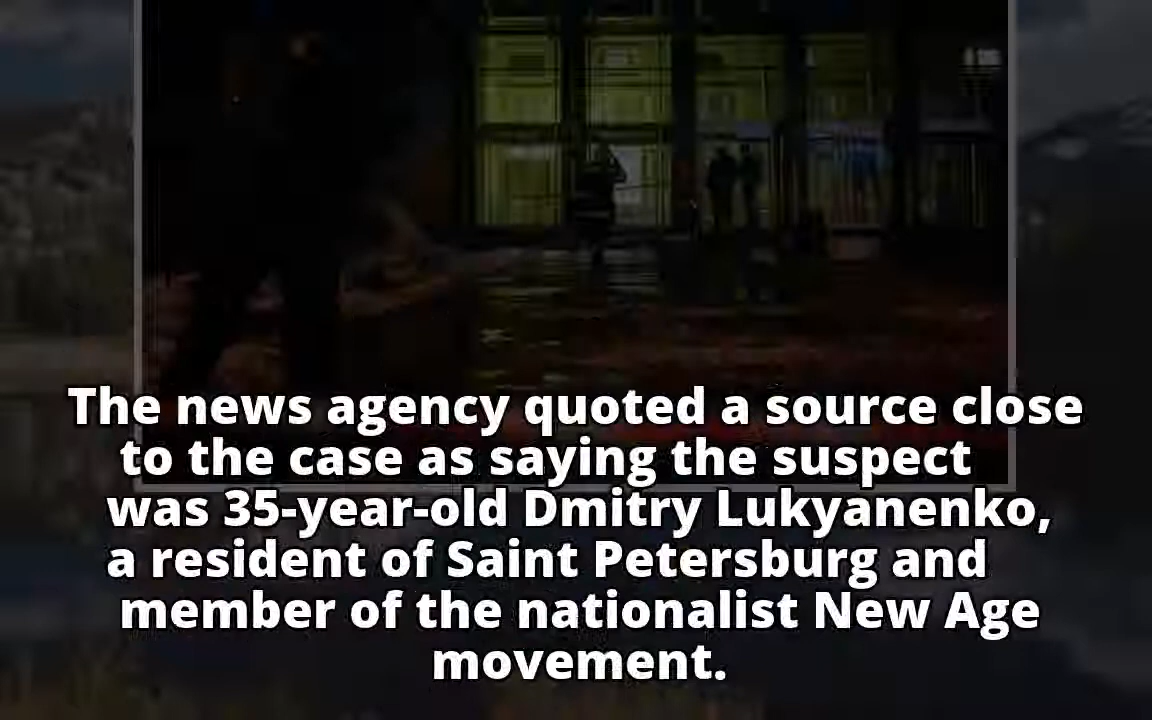 The news agency quoted a source close
to the case as saying the suspect
was 35-year-old Dmitry Lukyanenko,
a resident of Saint Petersburg and
member of the nationalist New Age
movement.